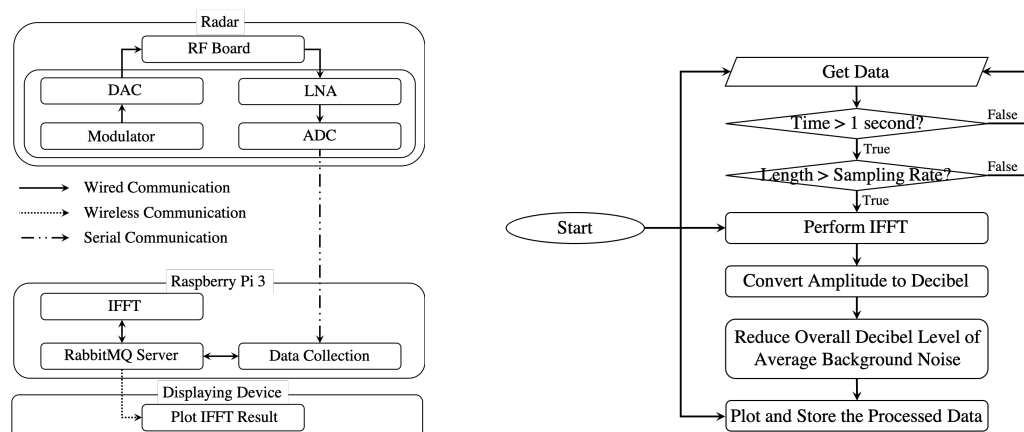 Radar
RF Board
DAC
LNA
Modulator
ADC
Wired Communication
Wireless Communication
Serial Communication
Raspberry Pi 3
IFFT
RabbitMQ Server
Data Collection
Displaying Device
Plot IFFT Result
Get Data
Time > 1 second?
False
True
Length > Sampling Rate?
False
True
Start
Perform IFFT
Convert Amplitude to Decibel
Reduce Overall Decibel Level of
Average Background Noise
Plot and Store the Processed Data